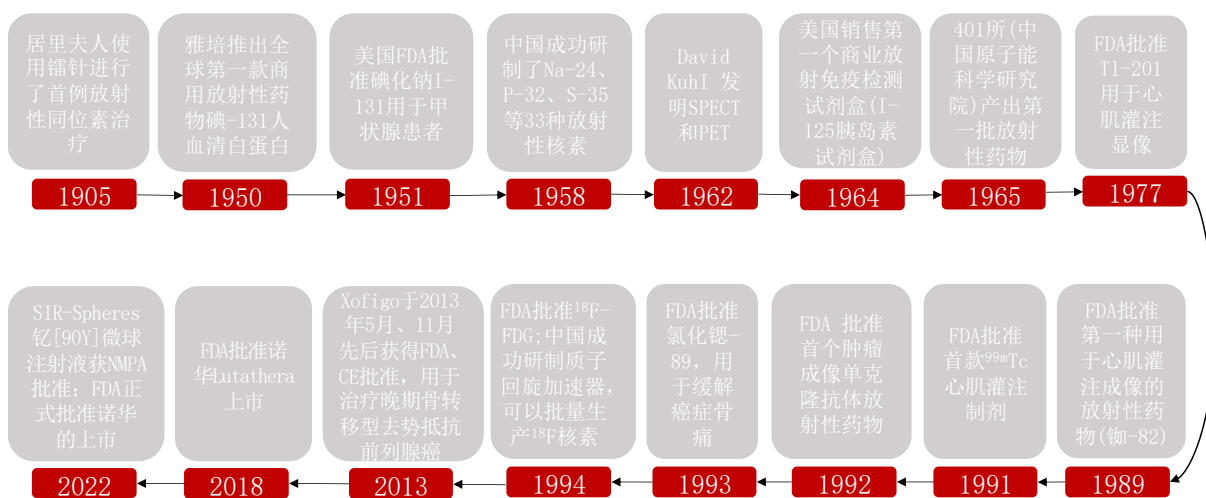 居里夫人使
用镭针进行
了首例放射
性同位素治
疗
1905
雅培推出全
球第一款商
用放射性药
物碘-131人
血清白蛋白
1950
美国FDA批
准碘化钠I-
131用于甲
状腺患者
1951
中国成功研
制了Na-24、
P-32、S-35
等33种放射
性核素
1958
David
KuhI 发
明SPECT
和PET
1962
美国销售第
一个商业放
射免疫检测
试剂盒(I-
125胰岛素
试剂盒)
1964
401所(中
国原子能
科学研究
院)产出第
一批放射
性药物
1965
FDA批准
Tl-201
用于心
肌灌注
显像
1977
FDA批准
第一种用
于心肌灌
注成像的
放射性药
物(铷-82)
1989
FDA批准
首款⁹⁹ᵐTc
心肌灌注
制剂
1991
FDA 批准
首个肿瘤
成像单克
隆抗体放
射性药物
1992
FDA批准
氯化锶-
89，用
于缓解
癌症骨
痛
1993
FDA批准¹⁸F-
FDG;中国成
功研制质子
回旋加速器，
可以批量生
产¹⁸F核素
1994
Xofigo于2013
年5月、11月
先后获得FDA、
CE批准，用于
治疗晚期骨转
移型去势抵抗
前列腺癌
2013
FDA批准诺
华Lutathera
上市
2018
SIR-Spheres
钇[90Y]微球
注射液获NMPA
批准；FDA正
式批准诺华
的上市
2022